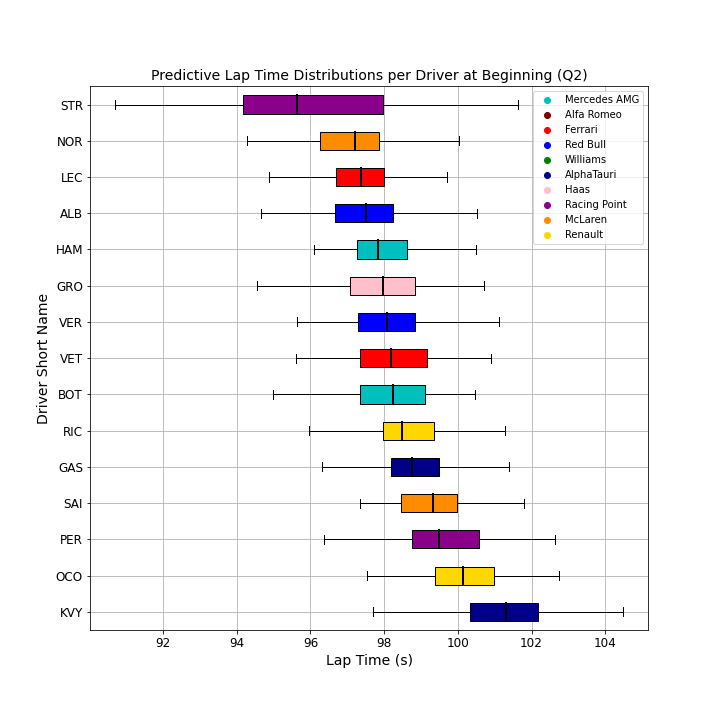 Predictive Lap Time Distributions per Driver at Beginning (Q2)
Driver Short Name
STR
NOR
LEC
ALB
HAM
GRO
VER
VET
BOT
RIC
GAS
SAI
PER
OCO
KVY
Mercedes AMG
Alfa Romeo
Ferrari
Red Bull
Williams
AlphaTauri
Haas
Racing Point
McLaren
Renault
92 94 96 98 100 102 104
Lap Time (s)